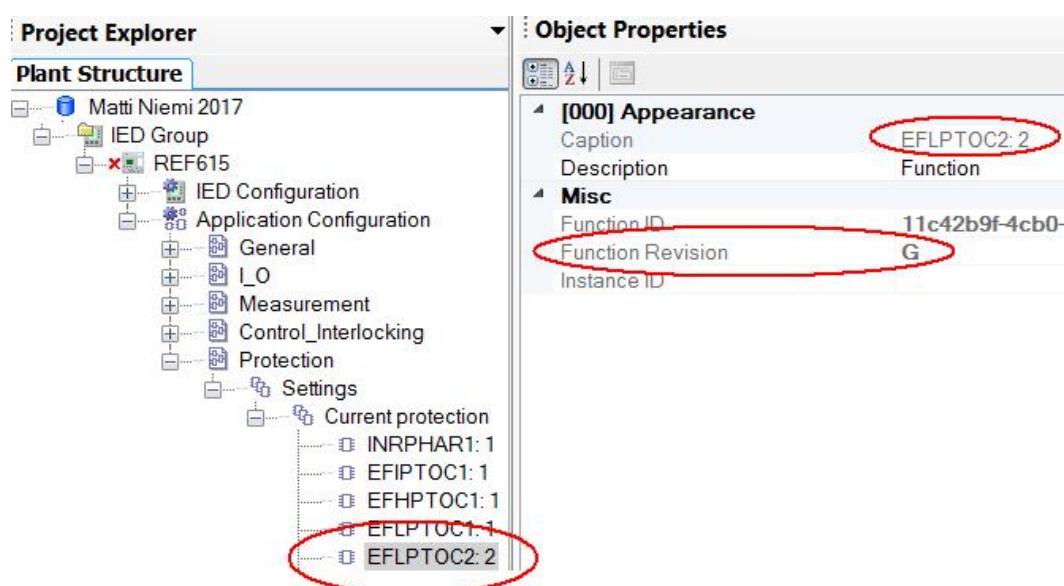 Project Explorer
Plant Structure
Matti Niemi 2017
IED Group
REF615
IED Configuration
Application Configuration
General
I_O
Measurement
Control_Interlocking
Protection
Settings
Current protection
INRPHAR1: 1
EFIPTOC1: 1
EFHPTOC1: 1
EFLPTOC1: 1
EFLPTOC2: 2
Object Properties
[000] Appearance
Caption EFLPTOC2: 2
Description Function
Misc
Function ID 11c42b9f-4cb0-
Function Revision G
Instance ID